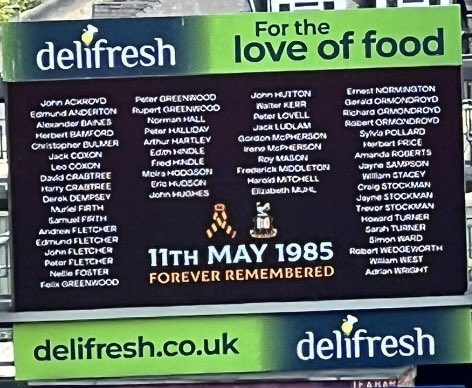 delifresh
For the
love of food
John ACKROYD
Edmund ANDERTON
Alexander BAINES
Herbert BAMFORD
Christopher BULMER
Jack COXON
Leo COXON
David CRABTREE
Harry CRABTREE
Derek DEMPSEY
Muriel FIRTH
Samuel FIRTH
Andrew FLETCHER
Edmund FLETCHER
John FLETCHER
Peter FLETCHER
Nellie FOSTER
Felix GREENWOOD
Peter GREENWOOD
Rupert GREENWOOD
Norman HALL
Peter HALLIDAY
Arthur HARTLEY
Edith HINDLE
Fred HINDLE
Moira HODGSON
Eric HUDSON
John HUGHES
John HUTTON
Walter KERR
Peter LOVELL
Jack LUDLAM
Gordon McPHERSON
Irene McPHERSON
Roy MASON
Frederick MIDDLETON
Harold MITCHELL
Elizabeth MUHL
Ernest NORMINGTON
Gerald ORMONDROYD
Richard ORMONDROYD
Robert ORMONDROYD
Sylvia POLLARD
Herbert PRICE
Amanda ROBERTS
Jayne SAMPSON
William STACEY
Craig STOCKMAN
Jayne STOCKMAN
Trevor STOCKMAN
Howard TURNER
Sarah TURNER
Simon WARD
Robert WEDGEWORTH
William WEST
Adrian WRIGHT
11TH MAY 1985
FOREVER REMEMBERED
delifresh.co.uk
delifresh